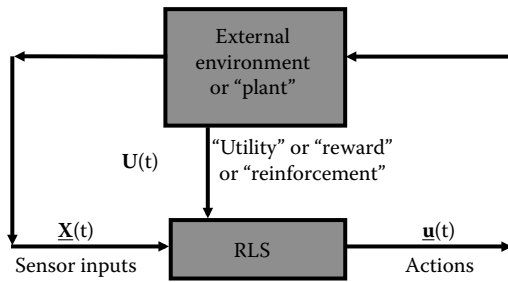 External
environment
or “plant”
“Utility” or “reward”
or “reinforcement”
U(t)
X(t)
Sensor inputs
RLS
u(t)
Actions